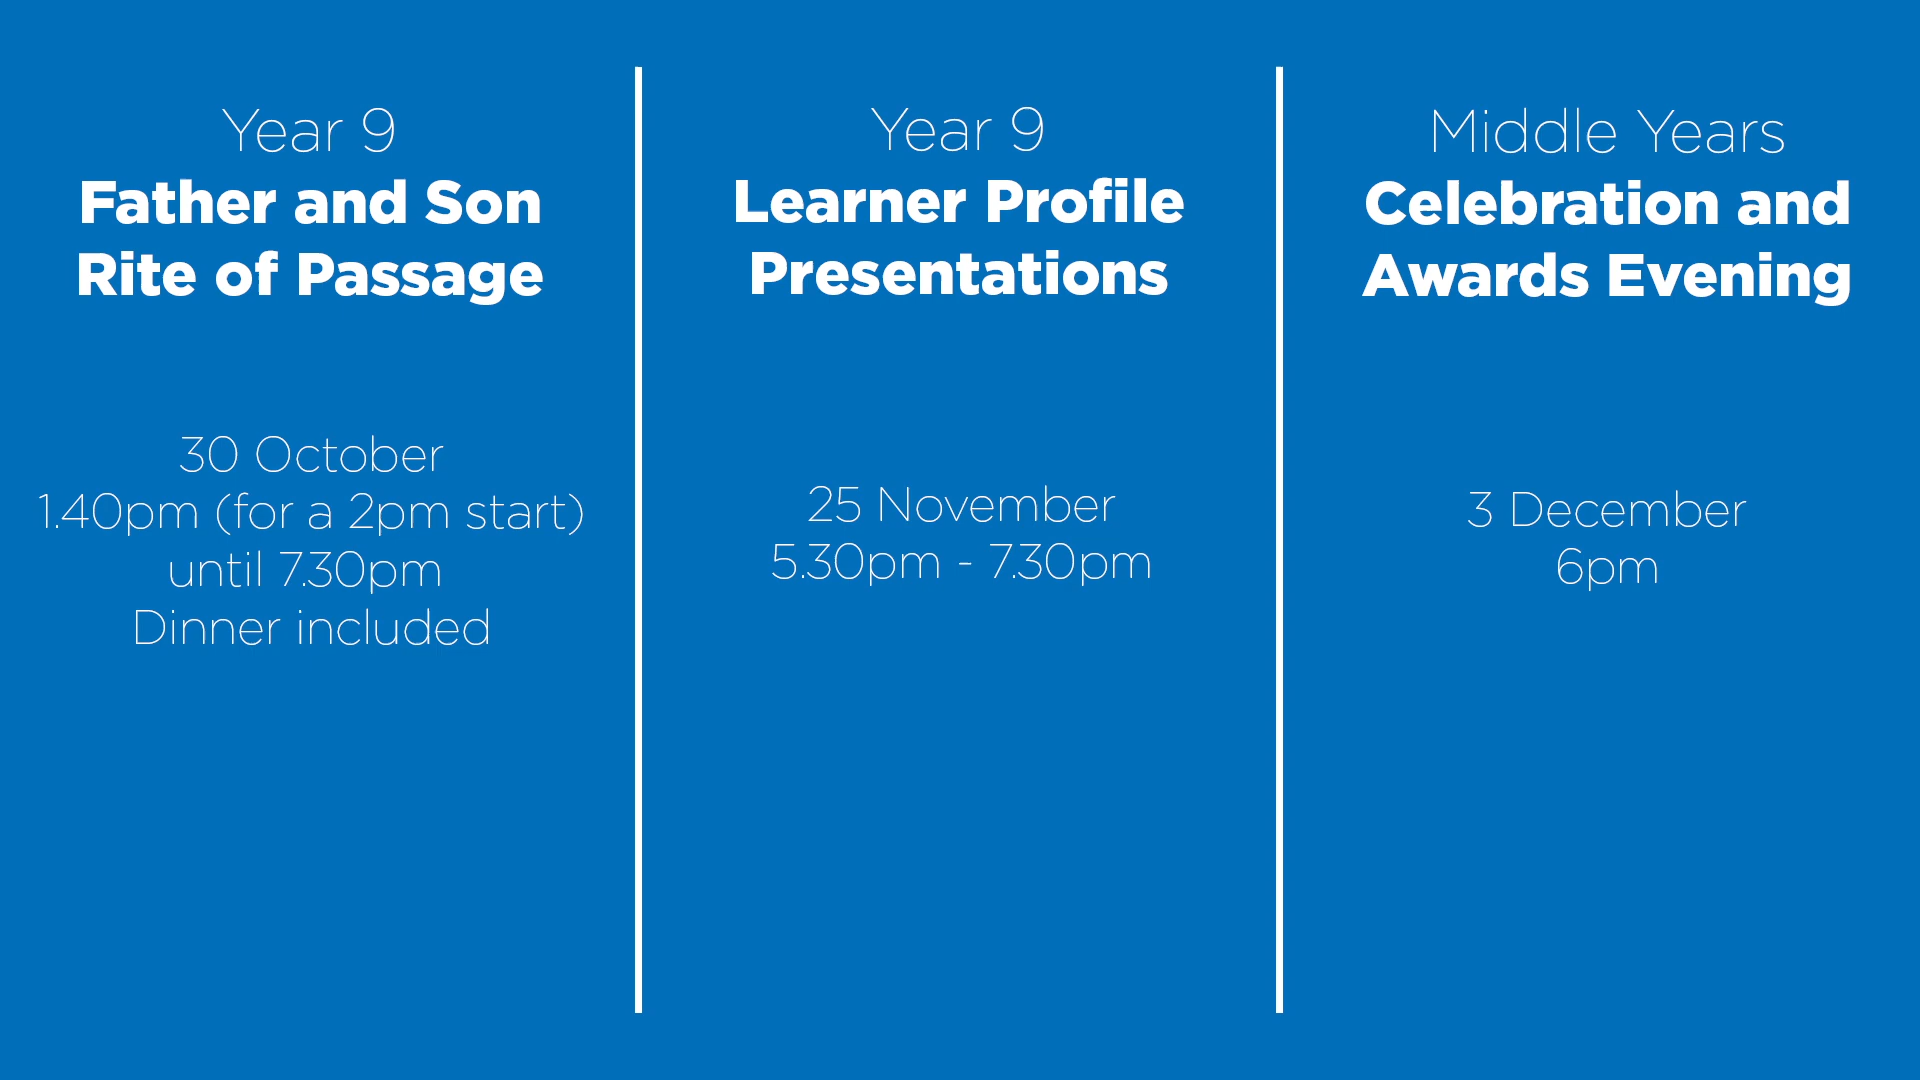 Year 9
Father and Son
Rite of Passage
30 October
1.40pm (for a 2pm start)
until 7.30pm
Dinner included
Year 9
Learner Profile
Presentations
25 November
5.30pm - 7.30pm
Middle Years
Celebration and
Awards Evening
3 December
6pm